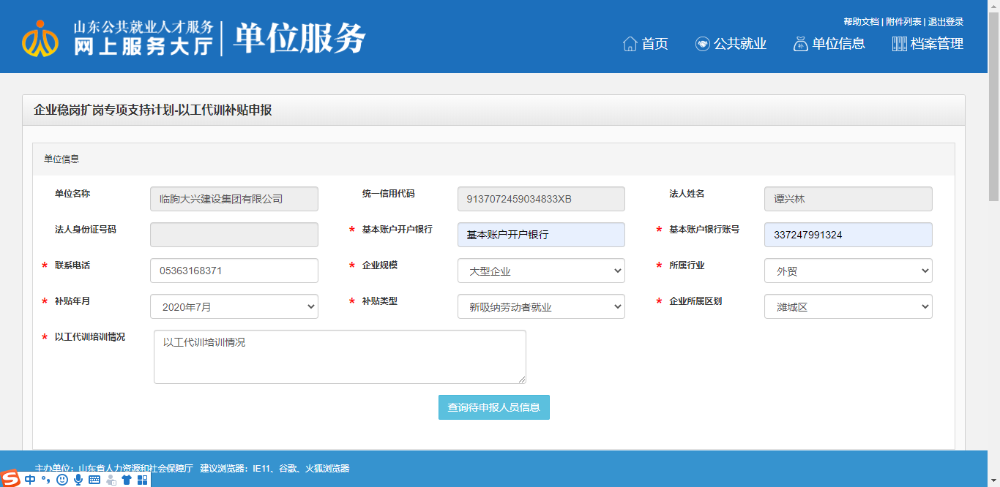 山东公共就业人才服务
网上服务大厅
单位服务
帮助文档 | 附件列表 | 退出登录
首页 公共就业 单位信息 档案管理
企业稳岗扩岗专项支持计划-以工代训补贴申报
单位信息
单位名称 临朐大兴建设集团有限公司 统一信用代码 9137072459034833XB 法人姓名 谭兴林
法人身份证号码 * 基本账户开户银行 基本账户开户银行 * 基本账户银行账号 337247991324
* 联系电话 05363168371 * 企业规模 大型企业 * 所属行业 外贸
* 补贴年月 2020年7月 * 补贴类型 新吸纳劳动者就业 * 企业所属区划 潍城区
* 以工代训培训情况 以工代训培训情况
查询待申报人员信息
主办单位：山东省人力资源和社会保障厅 建议浏览器：IE11、谷歌、火狐浏览器
中